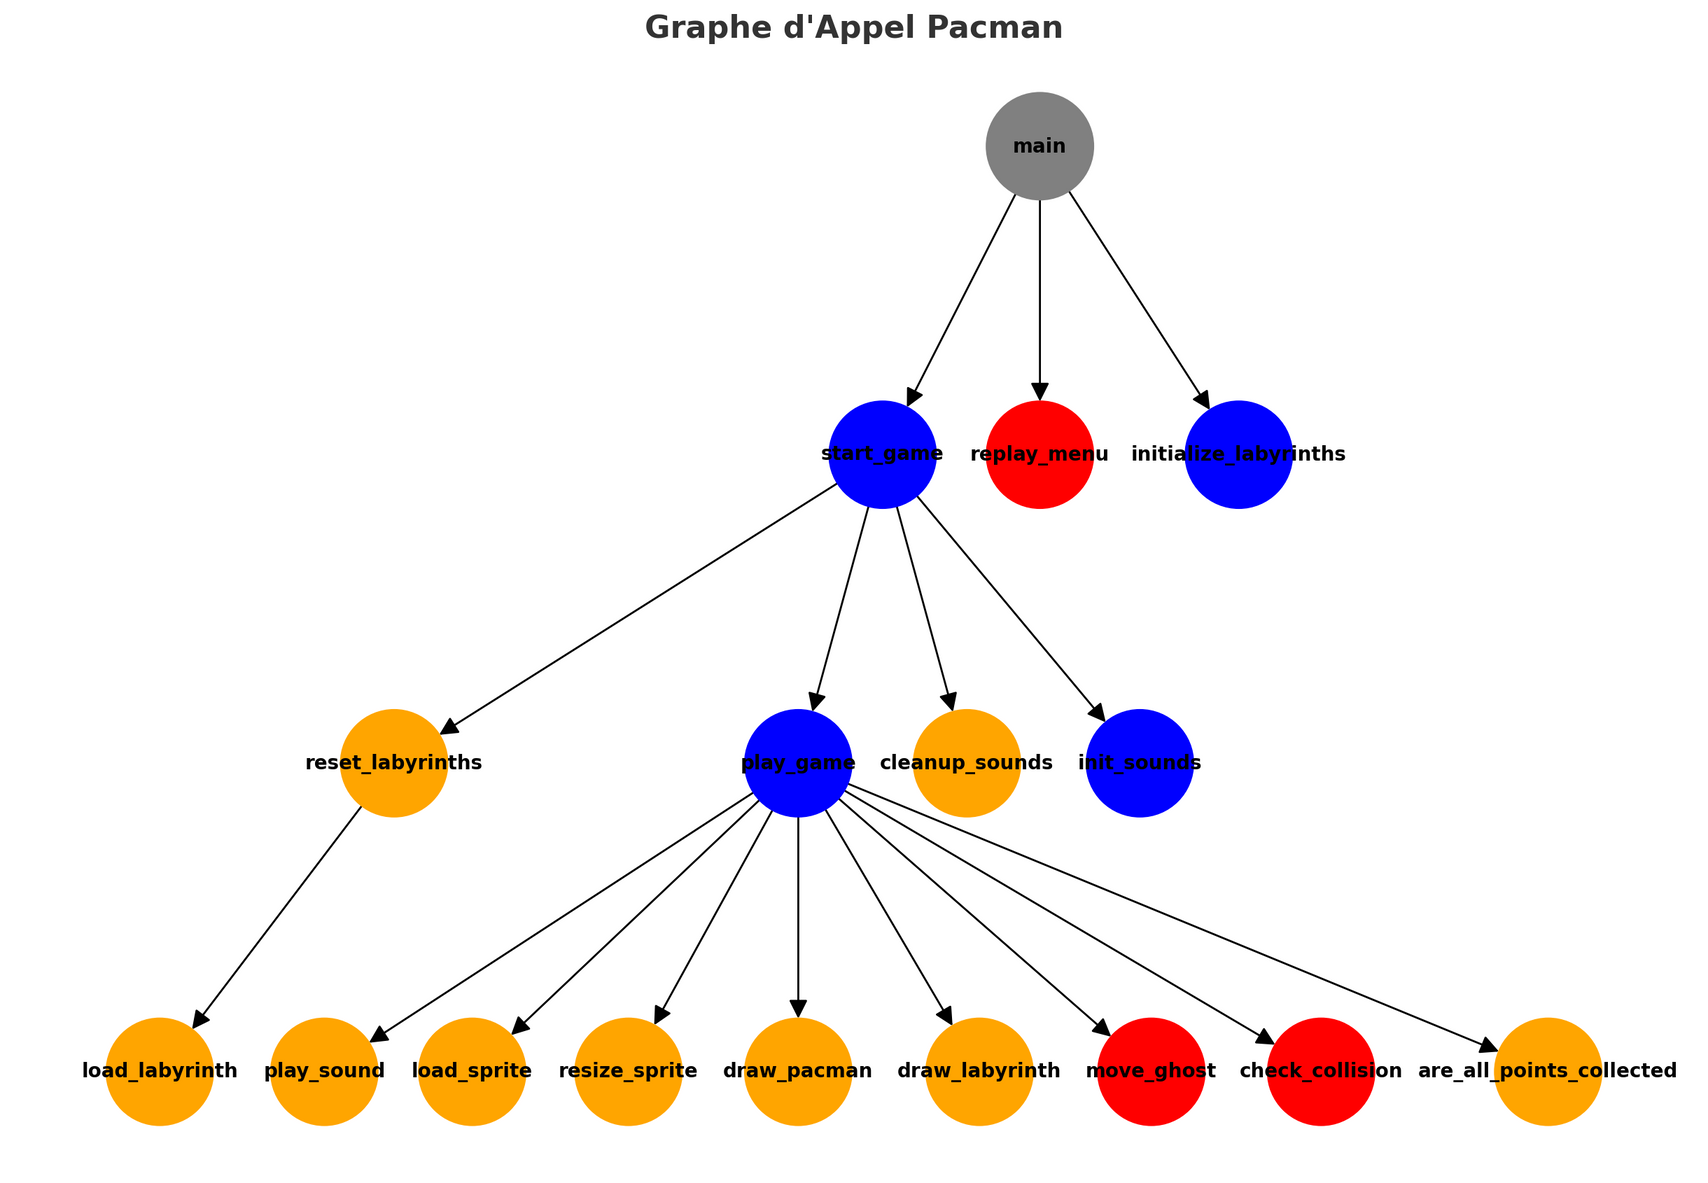 Graphe d'Appel Pacman
main
start_game
replay_menu
initialize_labyrinths
reset_labyrinths
play_game
cleanup_sounds
init_sounds
load_labyrinth
play_sound
load_sprite
resize_sprite
draw_pacman
draw_labyrinth
move_ghost
check_collision
are_all_points_collected